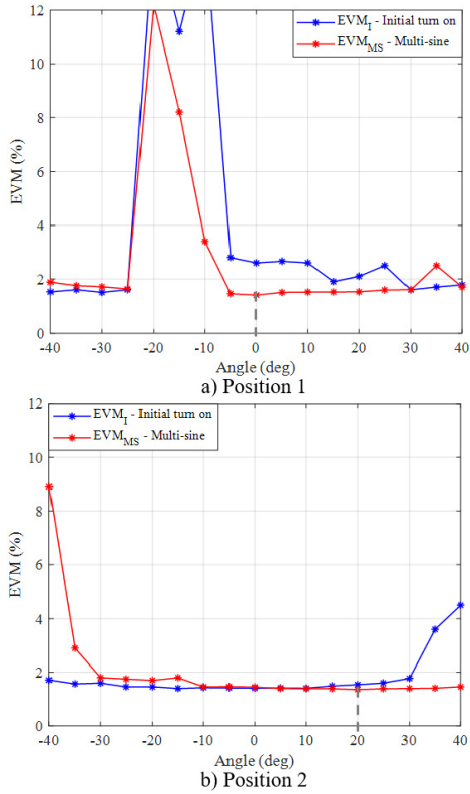 12
10
8
6
4
2
0
EVM (%)
EVM_I - Initial turn on
EVM_MS - Multi-sine
-40 -30 -20 -10 0 10 20 30 40
Angle (deg)
a) Position 1
12
10
8
6
4
2
0
EVM (%)
EVM_I - Initial turn on
EVM_MS - Multi-sine
-40 -30 -20 -10 0 10 20 30 40
Angle (deg)
b) Position 2